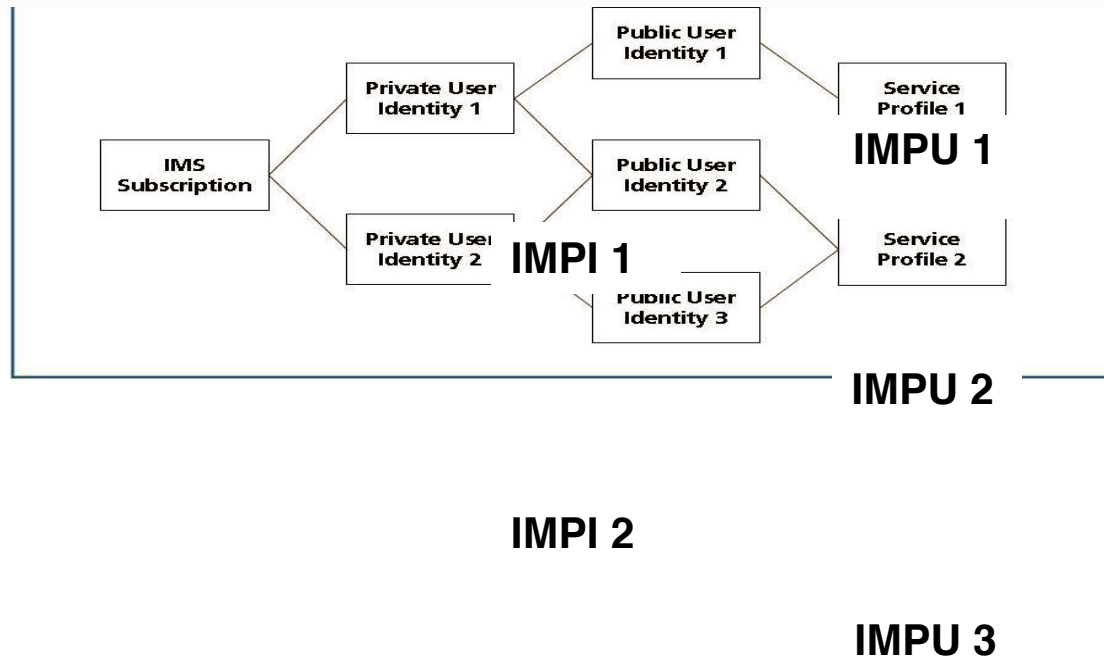 Public User
Identity 1
Private User
Identity 1
Service
Profile 1
IMPU 1
IMS
Subscription
Public User
Identity 2
Private User
Identity 2
IMPI 1
Service
Profile 2
Public User
Identity 3
IMPU 2
IMPI 2
IMPU 3